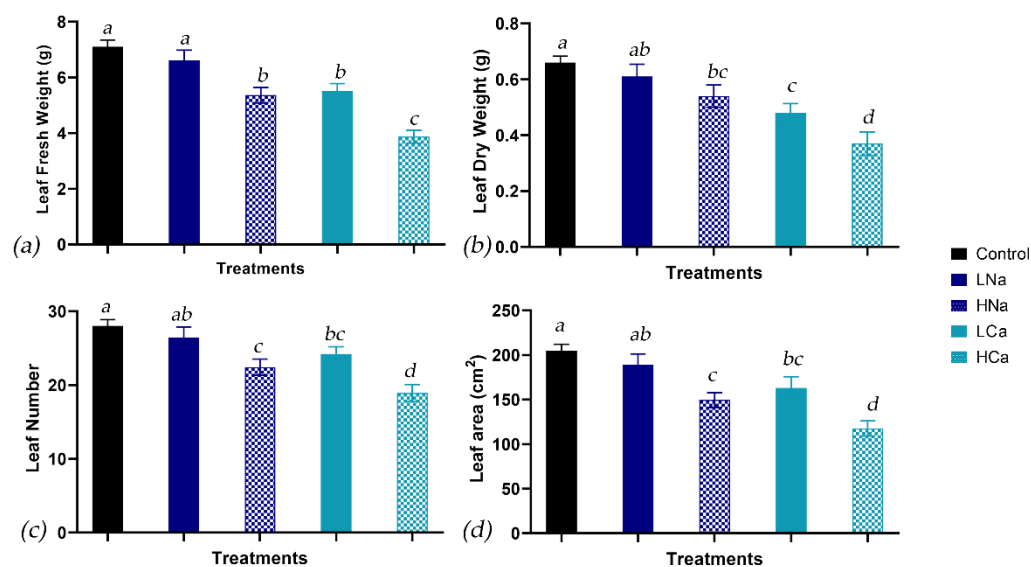 8
6
4
2
0
Leaf Fresh Weight (g)
a
a
b
b
c
(a)
Treatments
0.8
0.6
0.4
0.2
0.0
Leaf Dry Weight (g)
a
ab
bc
c
d
(b)
Treatments
30
20
10
0
Leaf Number
a
ab
c
bc
d
(c)
Treatments
250
200
150
100
50
0
Leaf area (cm²)
a
ab
c
bc
d
(d)
Treatments
Control
LNa
HNa
LCa
HCa